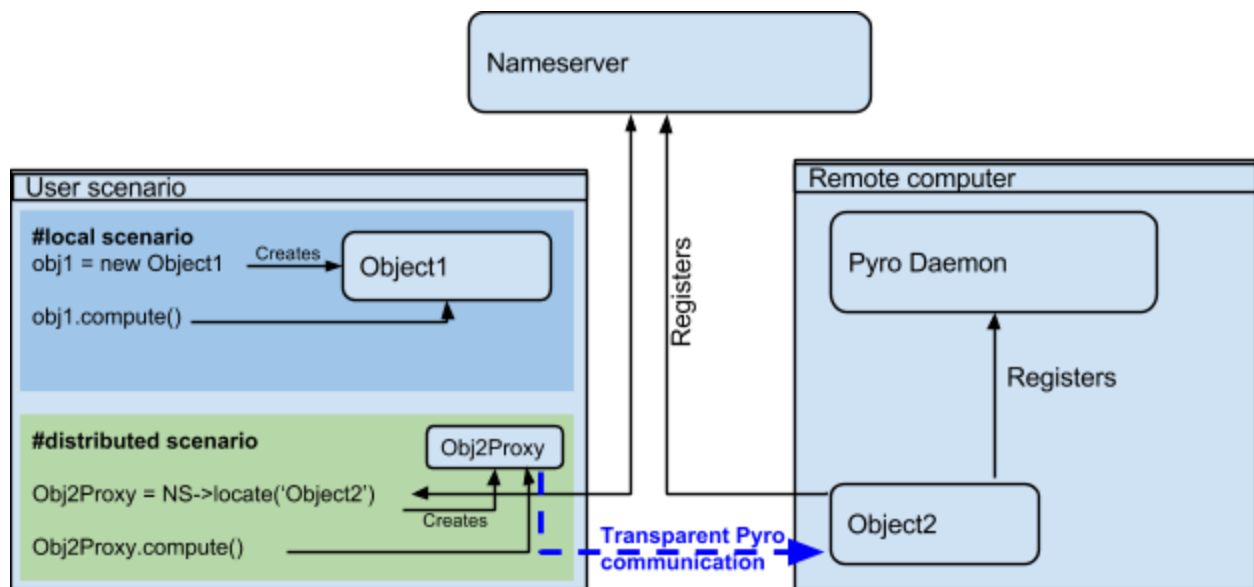 Nameserver
User scenario
#local scenario
obj1 = new Object1
Creates
Object1
obj1.compute()
#distributed scenario
Obj2Proxy
Obj2Proxy = NS->locate(‘Object2’)
Creates
Obj2Proxy.compute()
Registers
Transparent Pyro
communication
Remote computer
Pyro Daemon
Registers
Object2